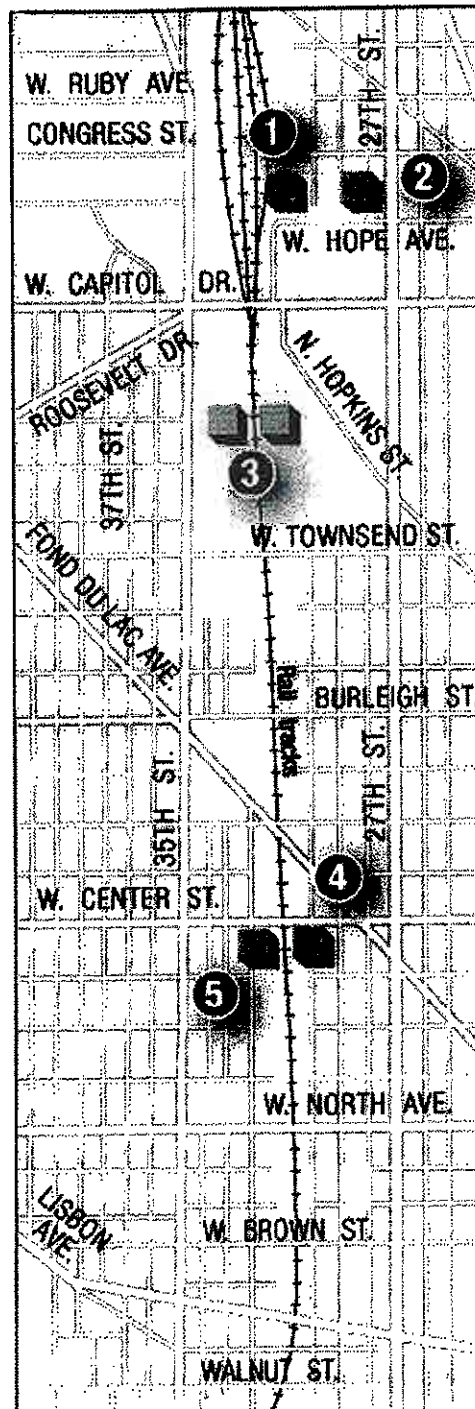 W. RUBY AVE.
CONGRESS ST.
1
27TH ST.
2
W. HOPE AVE.
W. CAPITOL DR.
ROOSEVELT DR.
N. HOPKINS ST.
37TH ST.
3
W. TOWNSEND ST.
FOND DU LAC AVE.
Rail tracks
BURLEIGH ST
35TH ST.
27TH ST.
4
W. CENTER ST.
5
W. NORTH AVE.
LISBON
AVE.
W. BROWN ST.
WALNUT ST.